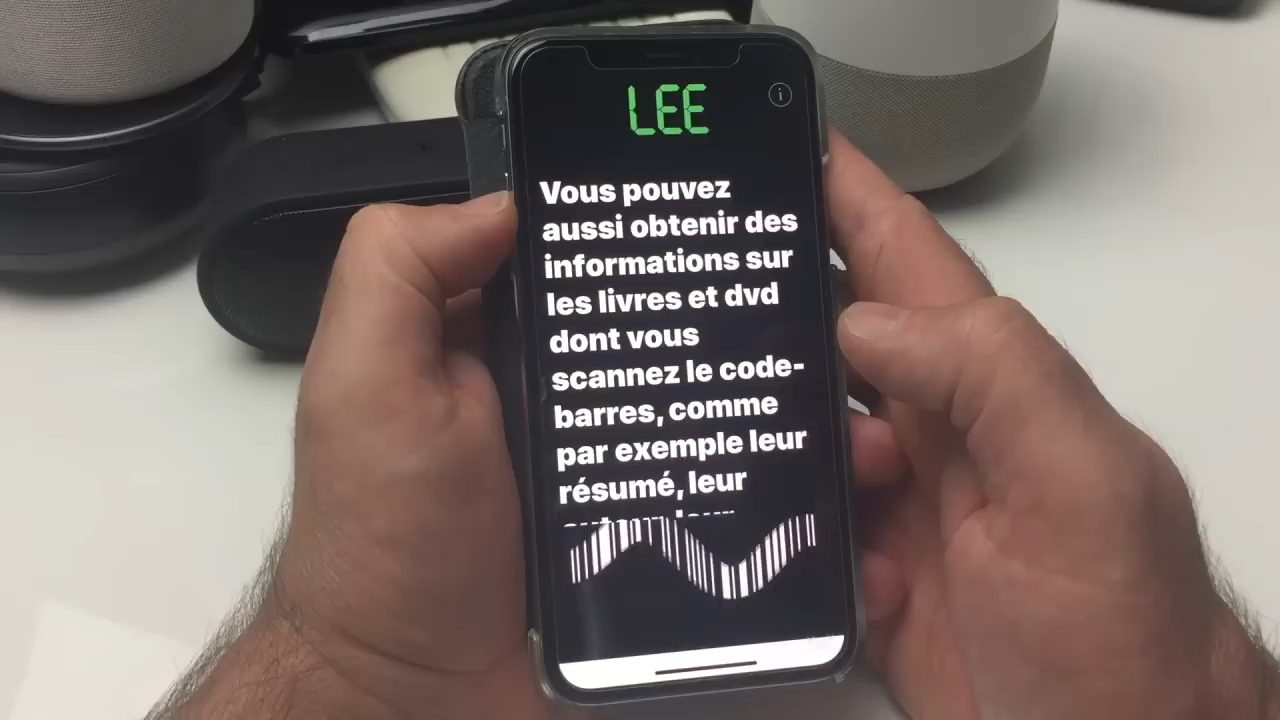 LEE
Vous pouvez
aussi obtenir des
informations sur
les livres et dvd
dont vous
scannez le code-
barres, comme
par exemple leur
résumé, leur